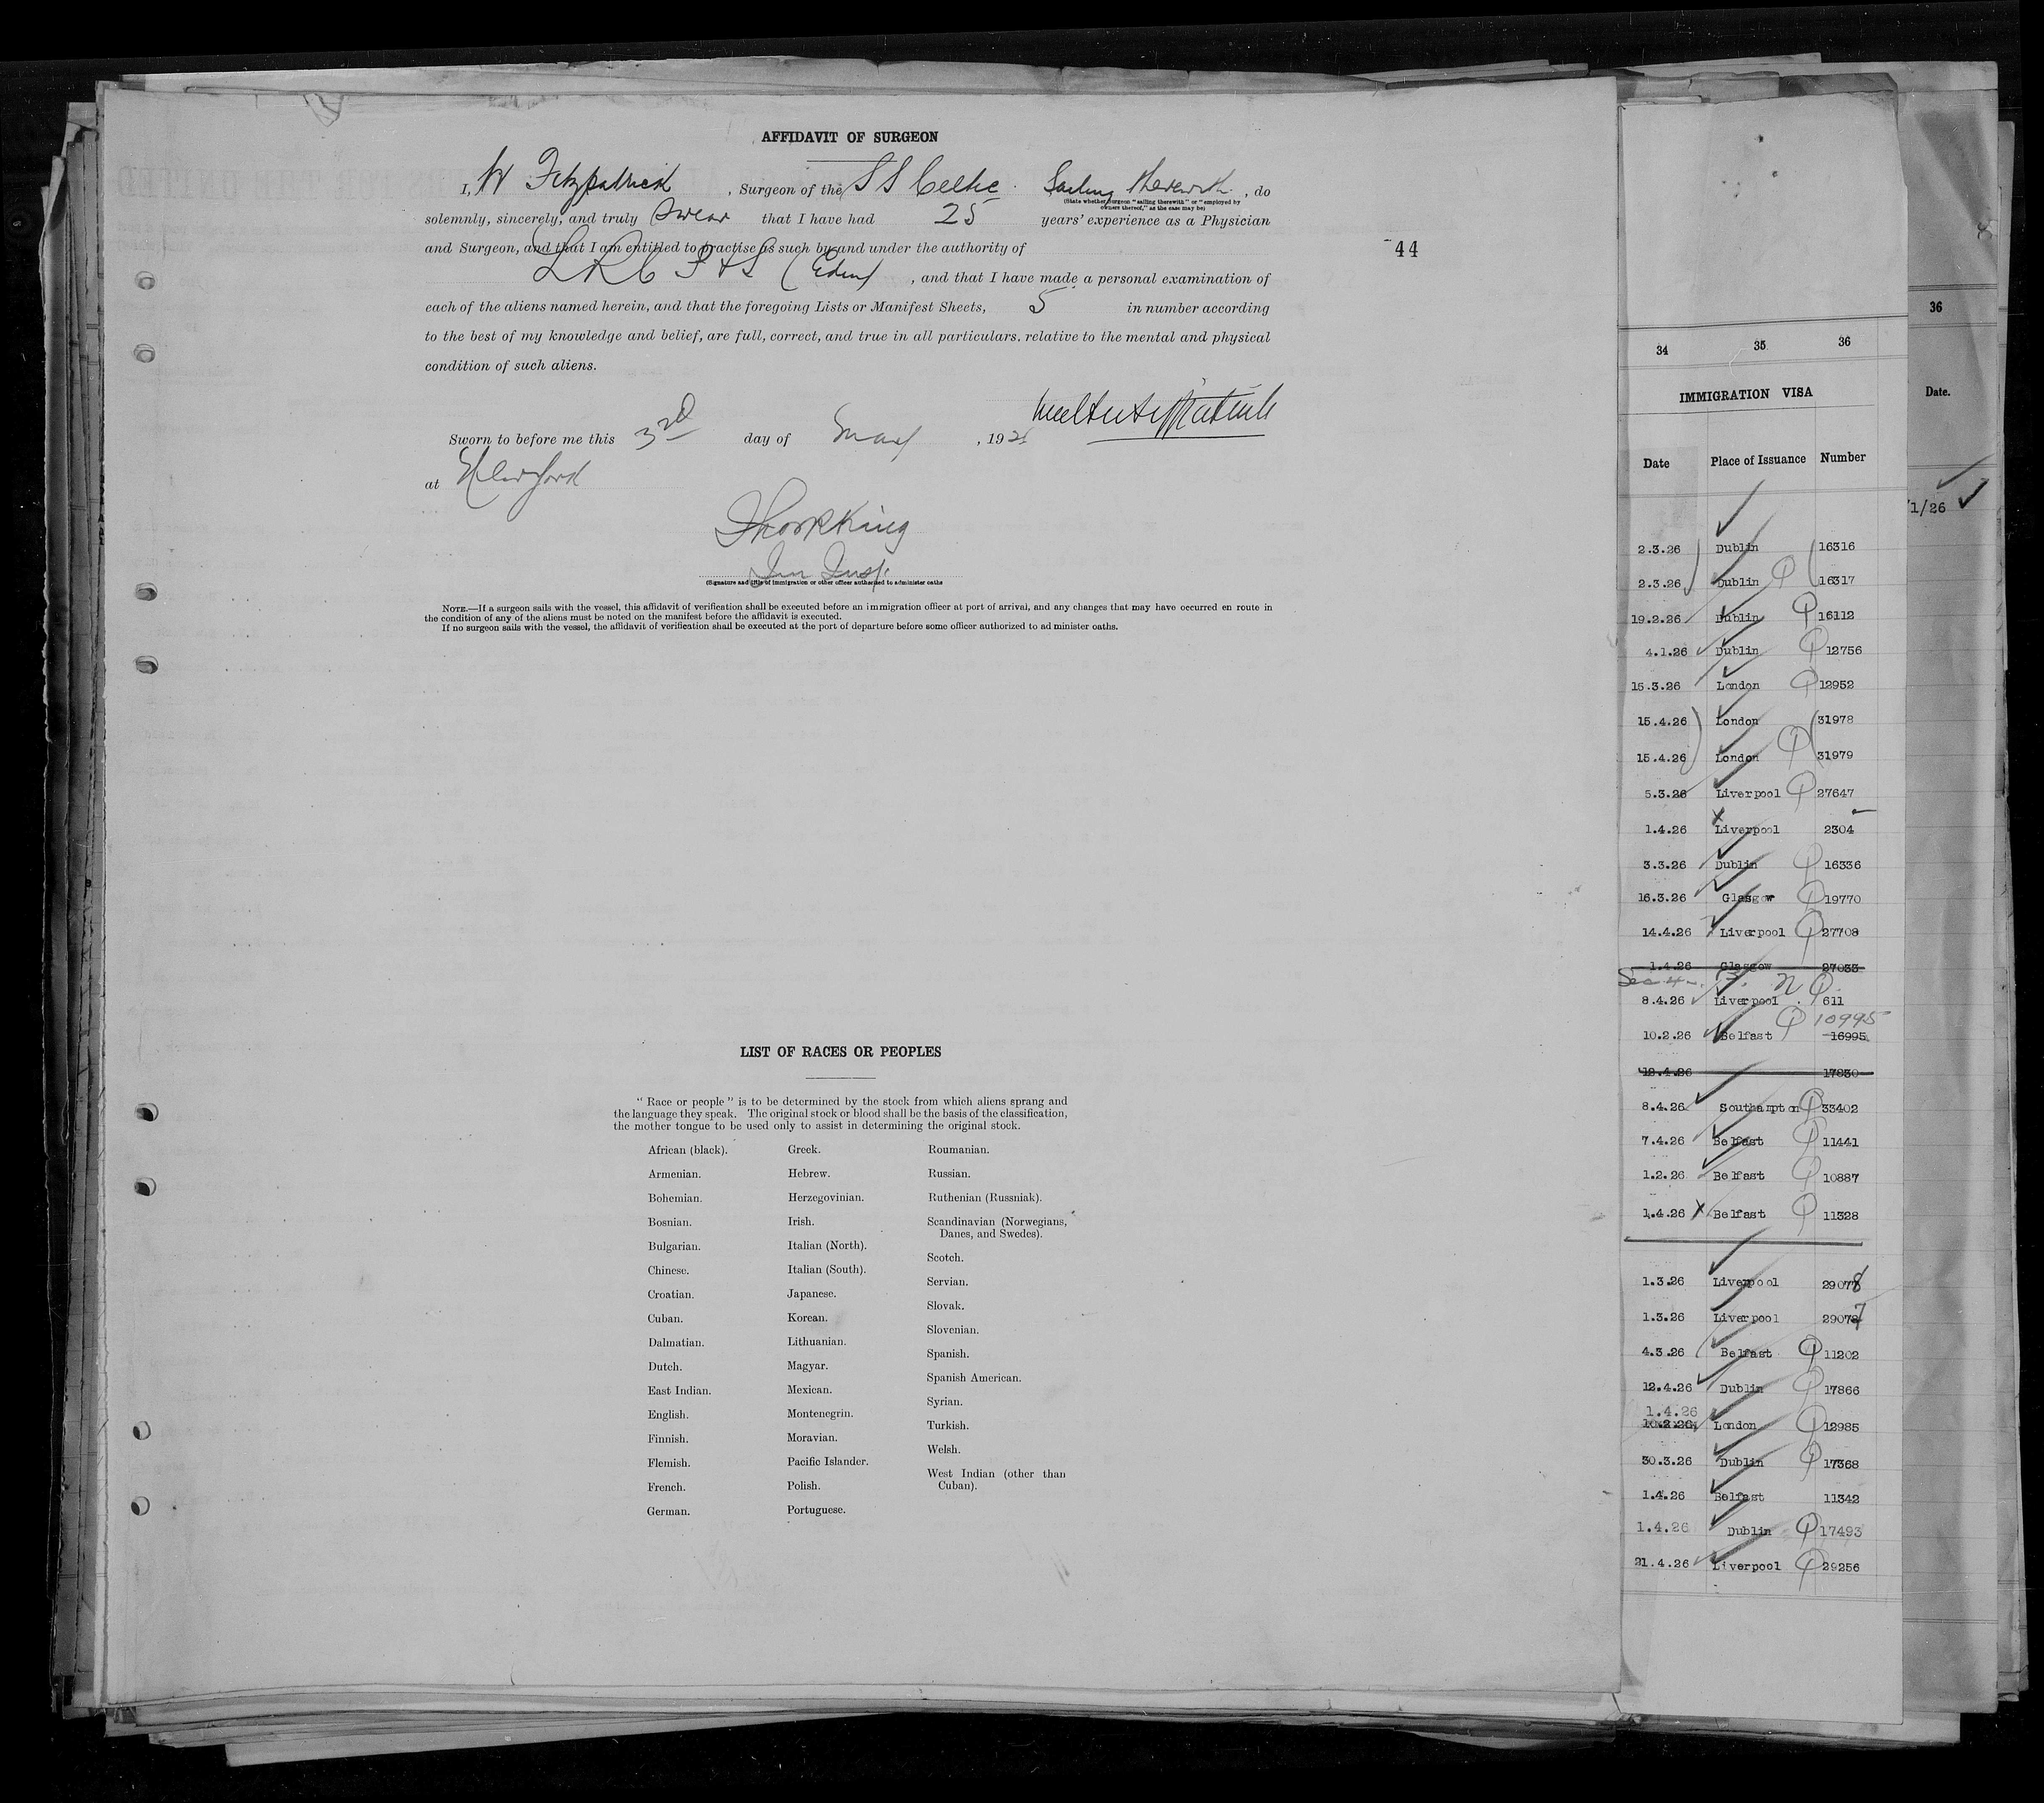 AFFIDAVIT OF SURGEON
I, W Fitzpatrick , Surgeon of the S S Celtic . Sailing therewith , do
(State whether Surgeon "sailing therewith" or "employed by
owners thereof," as the case may be)
solemnly, sincerely, and truly swear that I have had 25 years' experience as a Physician
and Surgeon, and that I am entitled to practise as such by and under the authority of
L R C P & S (Edin) , and that I have made a personal examination of
each of the aliens named herein, and that the foregoing Lists or Manifest Sheets, 5 in number according
to the best of my knowledge and belief, are full, correct, and true in all particulars, relative to the mental and physical
condition of such aliens.
44
Sworn to before me this 3rd day of May , 1926
at New York
Im Insp.
(Signature and title of immigration or other officer authorized to administer oaths
NOTE.—If a surgeon sails with the vessel, this affidavit of verification shall be executed before an immigration officer at port of arrival, and any changes that may have occurred en route in
the condition of any of the aliens must be noted on the manifest before the affidavit is executed.
If no surgeon sails with the vessel, the affidavit of verification shall be executed at the port of departure before some officer authorized to ad minister oaths.
LIST OF RACES OR PEOPLES
" Race or people " is to be determined by the stock from which aliens sprang and
the language they speak. The original stock or blood shall be the basis of the classification,
the mother tongue to be used only to assist in determining the original stock.
African (black).
Armenian.
Bohemian.
Bosnian.
Bulgarian.
Chinese.
Croatian.
Cuban.
Dalmatian.
Dutch.
East Indian.
English.
Finnish.
Flemish.
French.
German.
Greek.
Hebrew.
Herzegovinian.
Irish.
Italian (North).
Italian (South).
Japanese.
Korean.
Lithuanian.
Magyar.
Mexican.
Montenegrin.
Moravian.
Pacific Islander.
Polish.
Portuguese.
Roumanian.
Russian.
Ruthenian (Russniak).
Scandinavian (Norwegians,
Danes, and Swedes).
Scotch.
Servian.
Slovak.
Slovenian.
Spanish.
Spanish American.
Syrian.
Turkish.
Welsh.
West Indian (other than
Cuban).
34 35 36
IMMIGRATION VISA
Date Place of Issuance Number
2.3.26 Dublin 16316
2.3.26 Dublin 16317
19.2.26 Dublin 16112
4.1.26 Dublin 12756
15.3.26 London 12952
15.4.26 London 31978
15.4.26 London 31979
5.3.26 Liverpool 27647
1.4.26 Liverpool 2304
3.3.26 Dublin 16336
16.3.26 Glasgow 19770
14.4.26 Liverpool 27708
1.4.26 Glasgow 27033
Sec 4
8.4.26 Liverpool 611
10995
10.2.26 Belfast 16995
12.4.26 17830
8.4.26 Southampton 33402
7.4.26 Belfast 11441
1.2.26 Belfast 10887
1.4.26 Belfast 11328
1.3.26 Liverpool 29078
1.3.26 Liverpool 29077
4.3.26 Belfast 11202
12.4.26 Dublin 17866
1.4.26
London 12985
30.3.26 Dublin 17368
1.4.26 Belfast 11342
1.4.26 Dublin 17493
21.4.26 Liverpool 29256
36
Date.
1/26